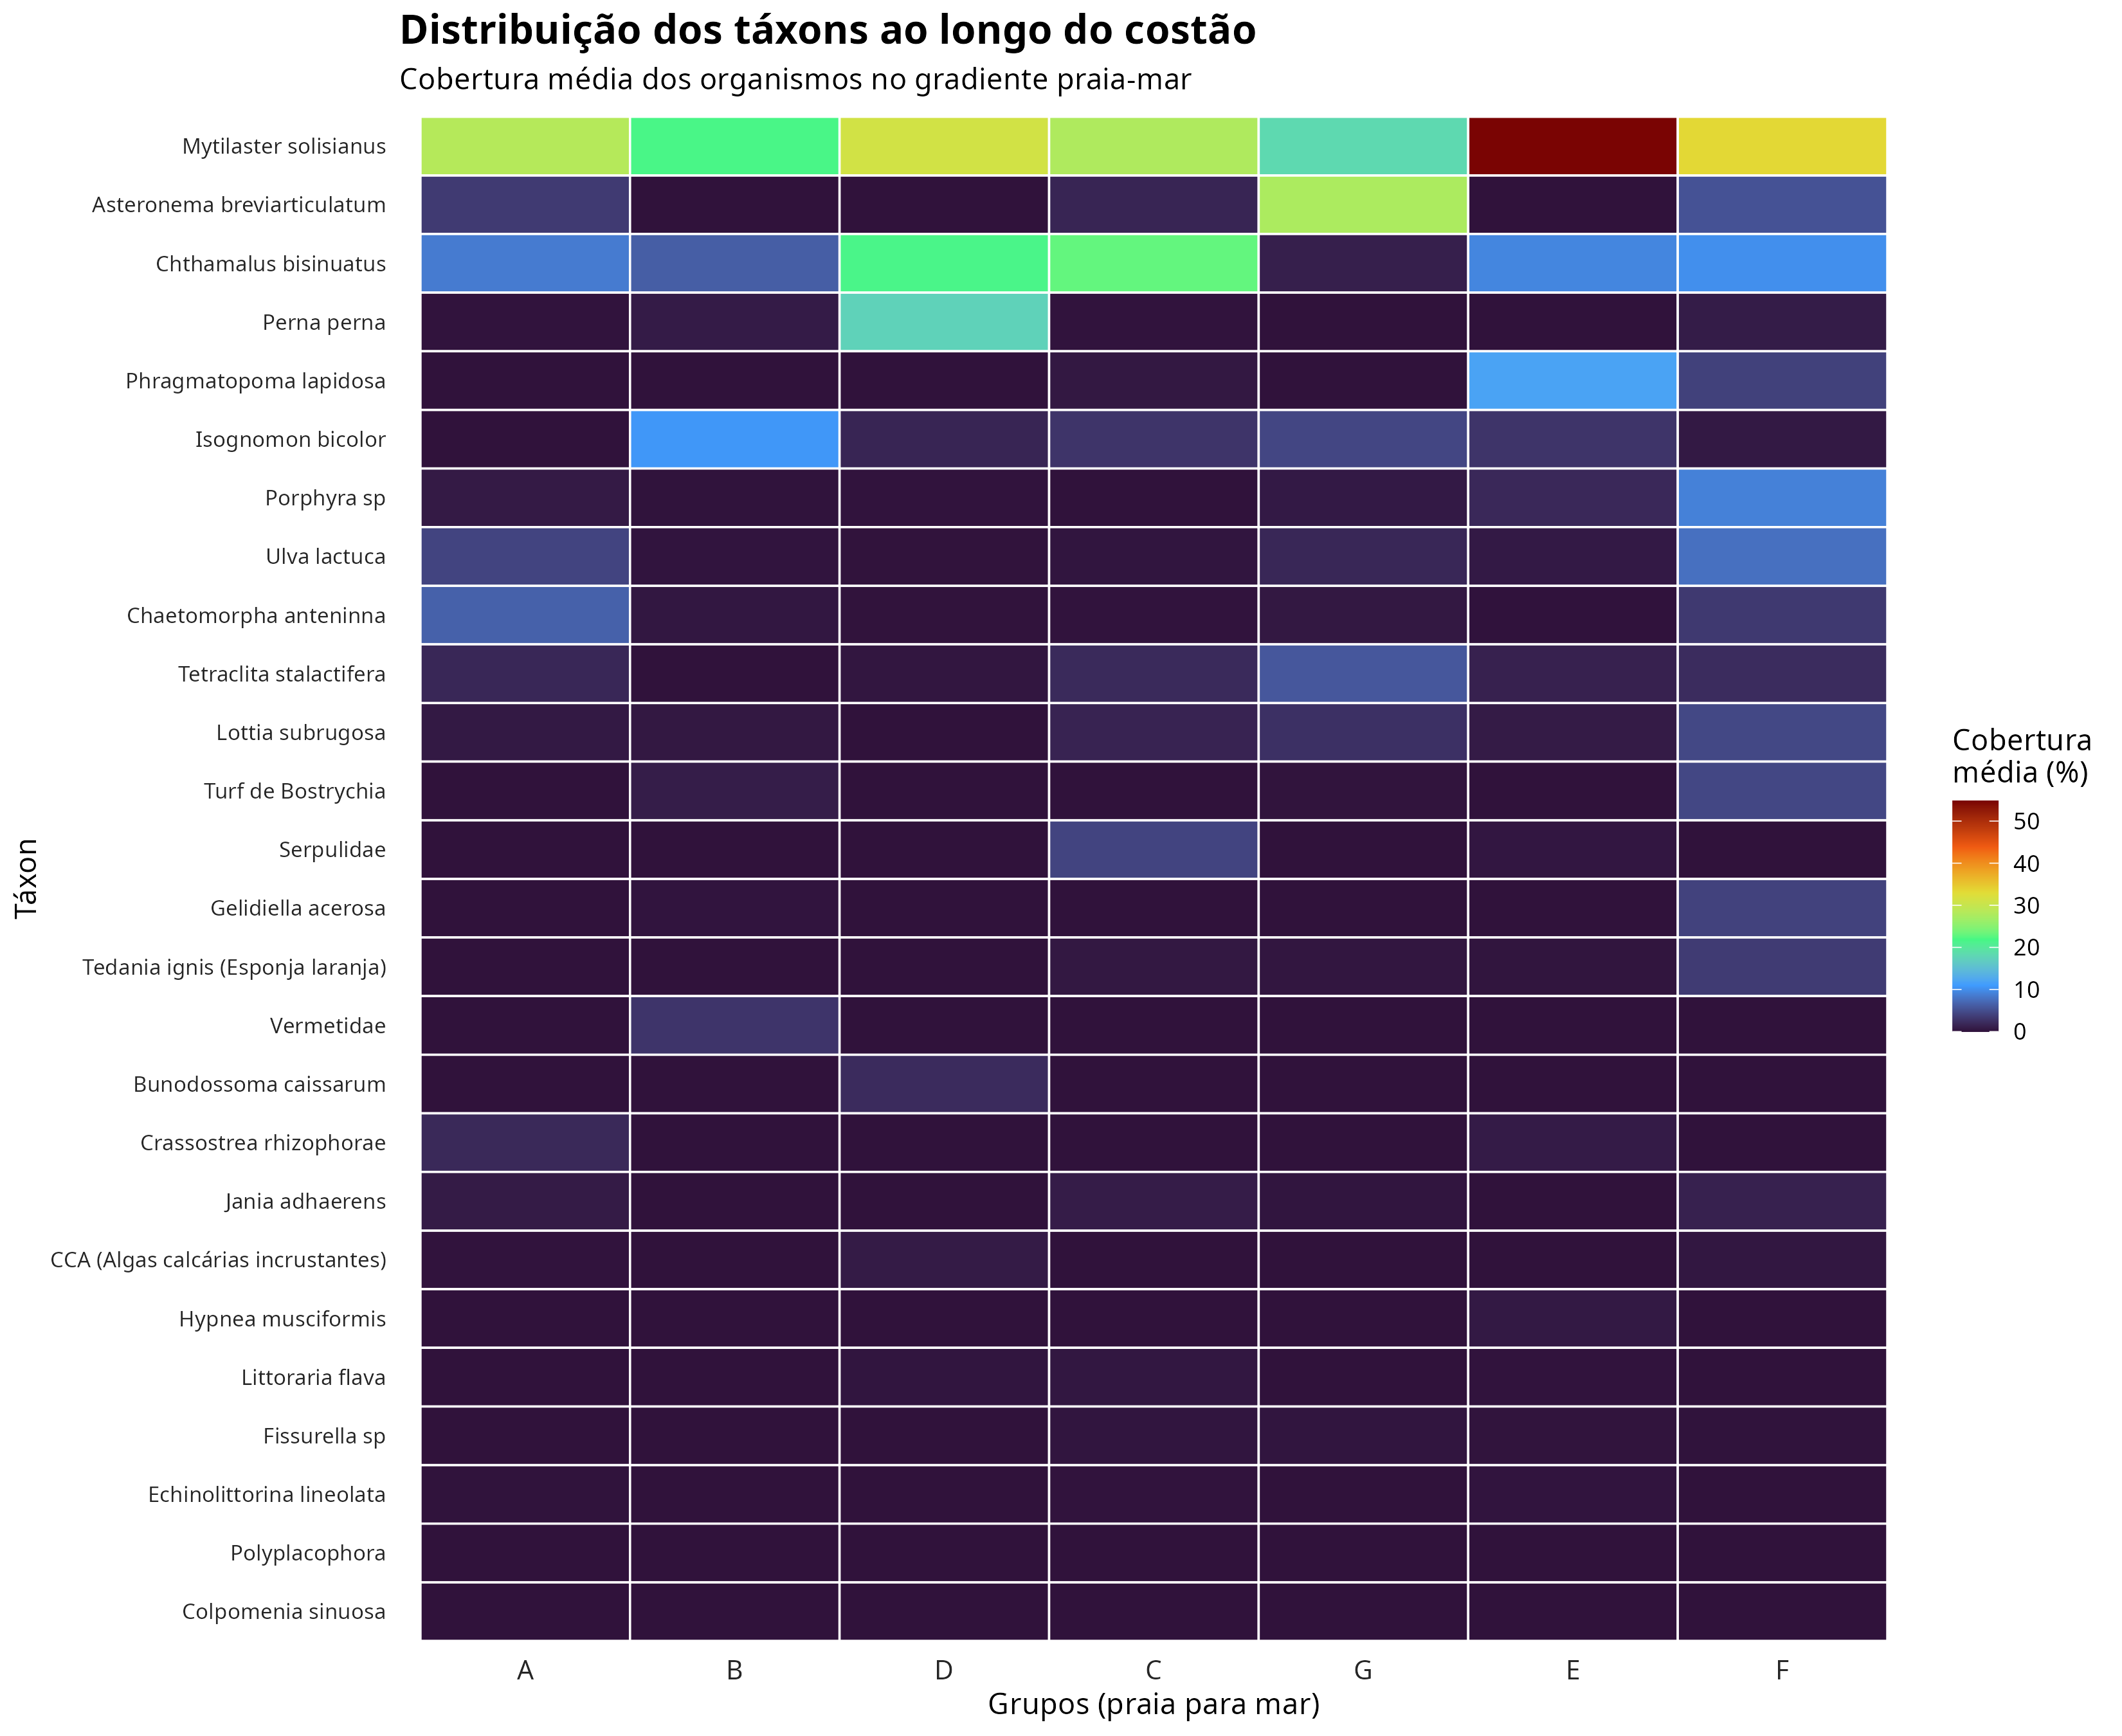 Distribuição dos táxons ao longo do costão
Cobertura média dos organismos no gradiente praia-mar
Táxon
Mytilaster solisianus
Asteronema breviarticulatum
Chthamalus bisinuatus
Perna perna
Phragmatopoma lapidosa
Isognomon bicolor
Porphyra sp
Ulva lactuca
Chaetomorpha anteninna
Tetraclita stalactifera
Lottia subrugosa
Turf de Bostrychia
Serpulidae
Gelidiella acerosa
Tedania ignis (Esponja laranja)
Vermetidae
Bunodossoma caissarum
Crassostrea rhizophorae
Jania adhaerens
CCA (Algas calcárias incrustantes)
Hypnea musciformis
Littoraria flava
Fissurella sp
Echinolittorina lineolata
Polyplacophora
Colpomenia sinuosa
A B D C G E F
Grupos (praia para mar)
Cobertura
média (%)
50
40
30
20
10
0